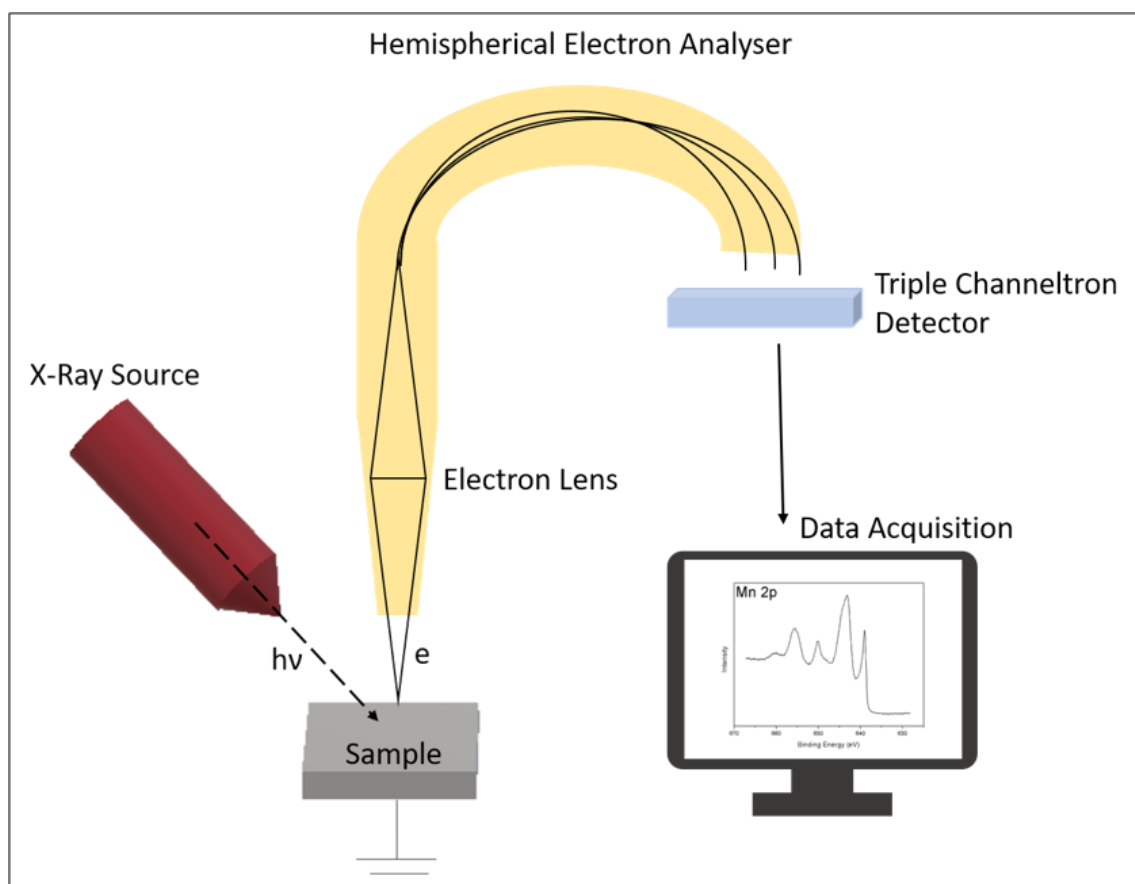 Hemispherical Electron Analyser
Triple Channeltron
Detector
X-Ray Source
Electron Lens
Data Acquisition
hν
e
Sample
Mn 2p
Intensity
670 660 650 640 630
Binding Energy (eV)